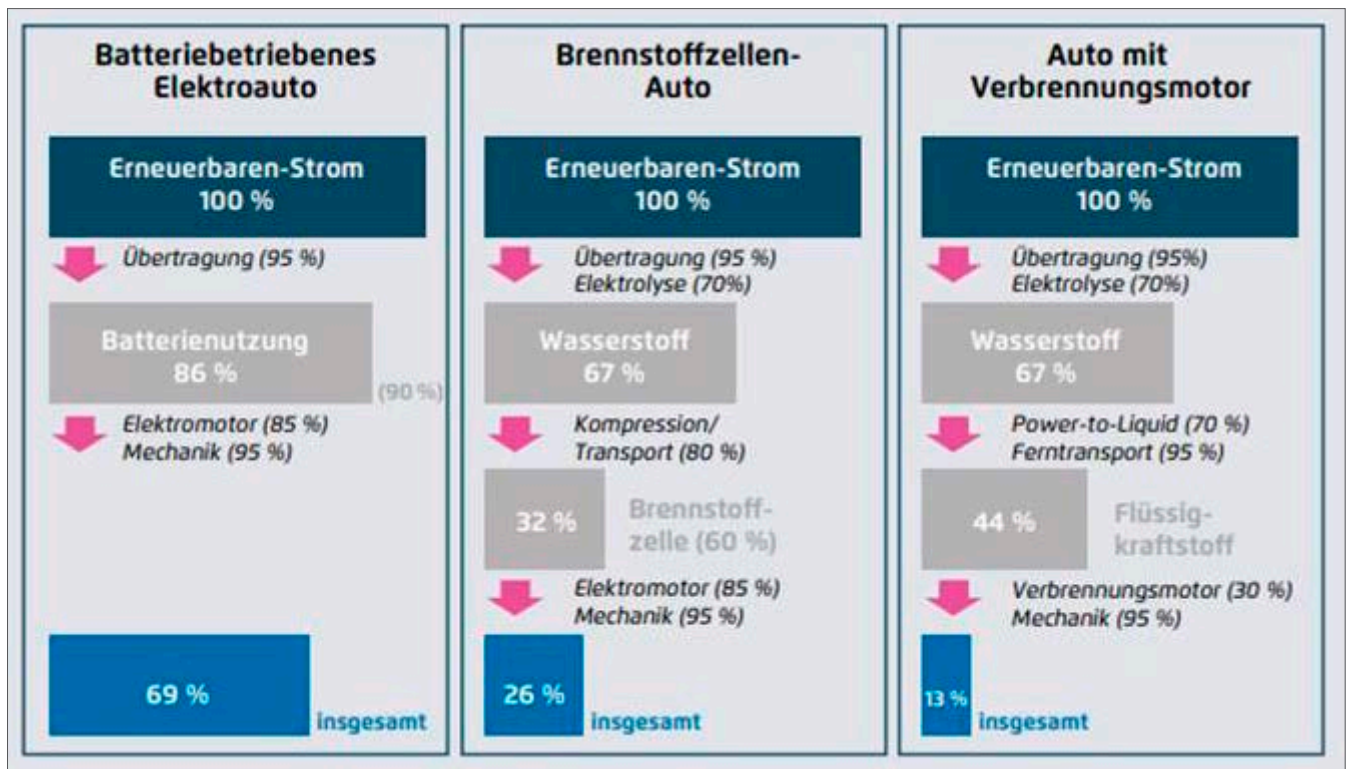 Batteriebetriebenes
Elektroauto
Erneuerbaren-Strom
100 %
Übertragung (95 %)
Batterienutzung
86 %
(90 %)
Elektromotor (85 %)
Mechanik (95 %)
69 %
insgesamt
Brennstoffzellen-
Auto
Erneuerbaren-Strom
100 %
Übertragung (95 %)
Elektrolyse (70%)
Wasserstoff
67 %
Kompression/
Transport (80 %)
32 %
Brennstoff-
zelle (60 %)
Elektromotor (85 %)
Mechanik (95 %)
26 %
insgesamt
Auto mit
Verbrennungsmotor
Erneuerbaren-Strom
100 %
Übertragung (95%)
Elektrolyse (70%)
Wasserstoff
67 %
Power-to-Liquid (70 %)
Ferntransport (95 %)
44 %
Flüssig-
kraftstoff
Verbrennungsmotor (30 %)
Mechanik (95 %)
13 %
insgesamt